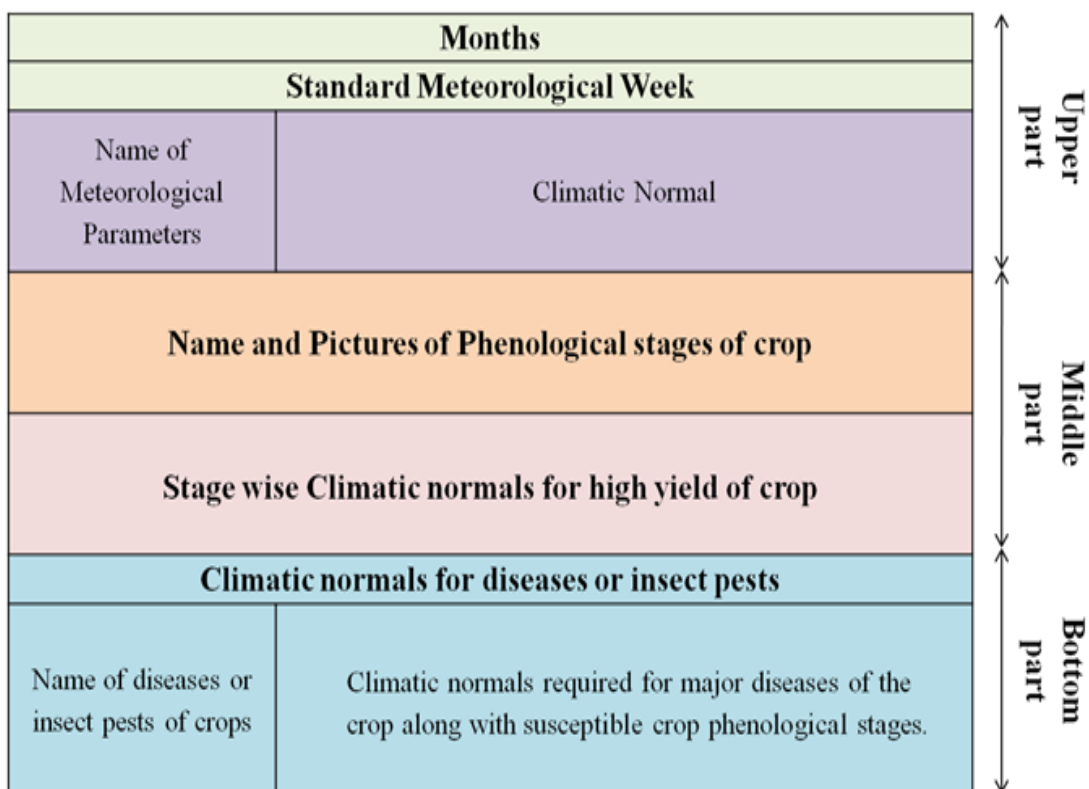 Months
Standard Meteorological Week
Name of
Meteorological
Parameters
Climatic Normal
Upper
part
Name and Pictures of Phenological stages of crop
Stage wise Climatic normals for high yield of crop
Middle
part
Climatic normals for diseases or insect pests
Name of diseases or
insect pests of crops
Climatic normals required for major diseases of the
crop along with susceptible crop phenological stages.
Bottom
part